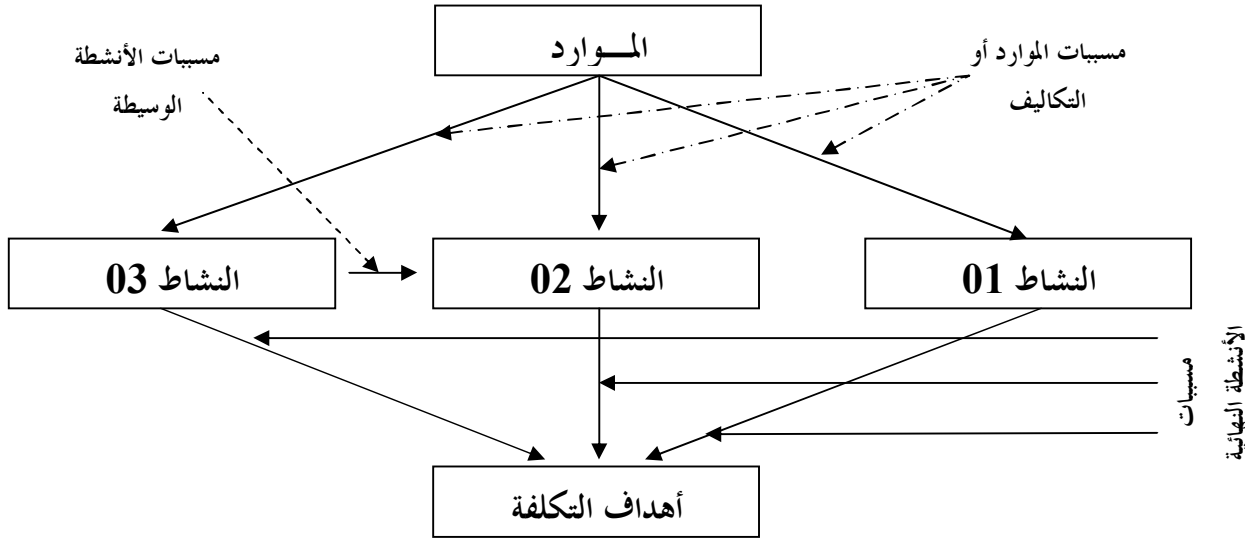 المــوارد
مسببات الموارد أو
التكاليف
مسببات الأنشطة
الوسيطة
النشاط 01
النشاط 02
النشاط 03
مسببات
الأنشطة النهائية
أهداف التكلفة